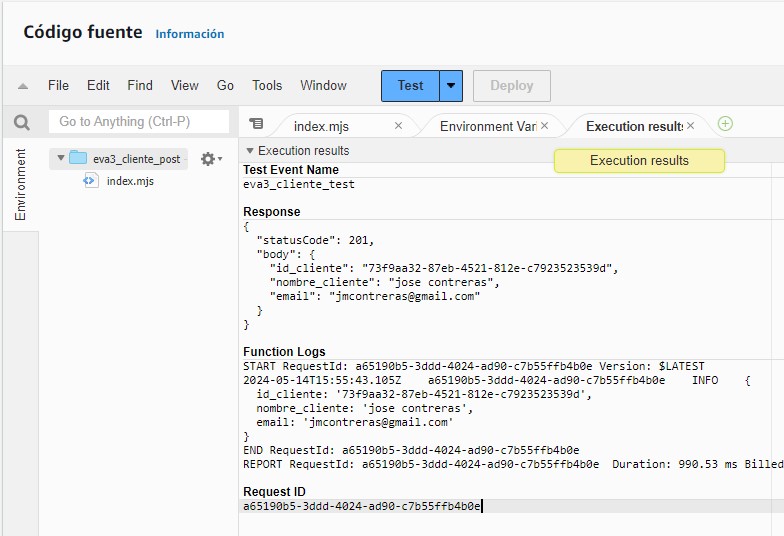 Código fuente Información
File Edit Find View Go Tools Window Test Deploy
Go to Anything (Ctrl-P) index.mjs Environment Vari Execution results
Environment
eva3_cliente_post
index.mjs
Execution results
Execution results
Test Event Name
eva3_cliente_test
Response
{
"statusCode": 201,
"body": {
"id_cliente": "73f9aa32-87eb-4521-812e-c7923523539d",
"nombre_cliente": "jose contreras",
"email": "jmcontreras@gmail.com"
}
}
Function Logs
START RequestId: a65190b5-3ddd-4024-ad90-c7b55ffb4b0e Version: $LATEST
2024-05-14T15:55:43.105Z a65190b5-3ddd-4024-ad90-c7b55ffb4b0e INFO {
id_cliente: '73f9aa32-87eb-4521-812e-c7923523539d',
nombre_cliente: 'jose contreras',
email: 'jmcontreras@gmail.com'
}
END RequestId: a65190b5-3ddd-4024-ad90-c7b55ffb4b0e
REPORT RequestId: a65190b5-3ddd-4024-ad90-c7b55ffb4b0e Duration: 990.53 ms Billed
Request ID
a65190b5-3ddd-4024-ad90-c7b55ffb4b0e